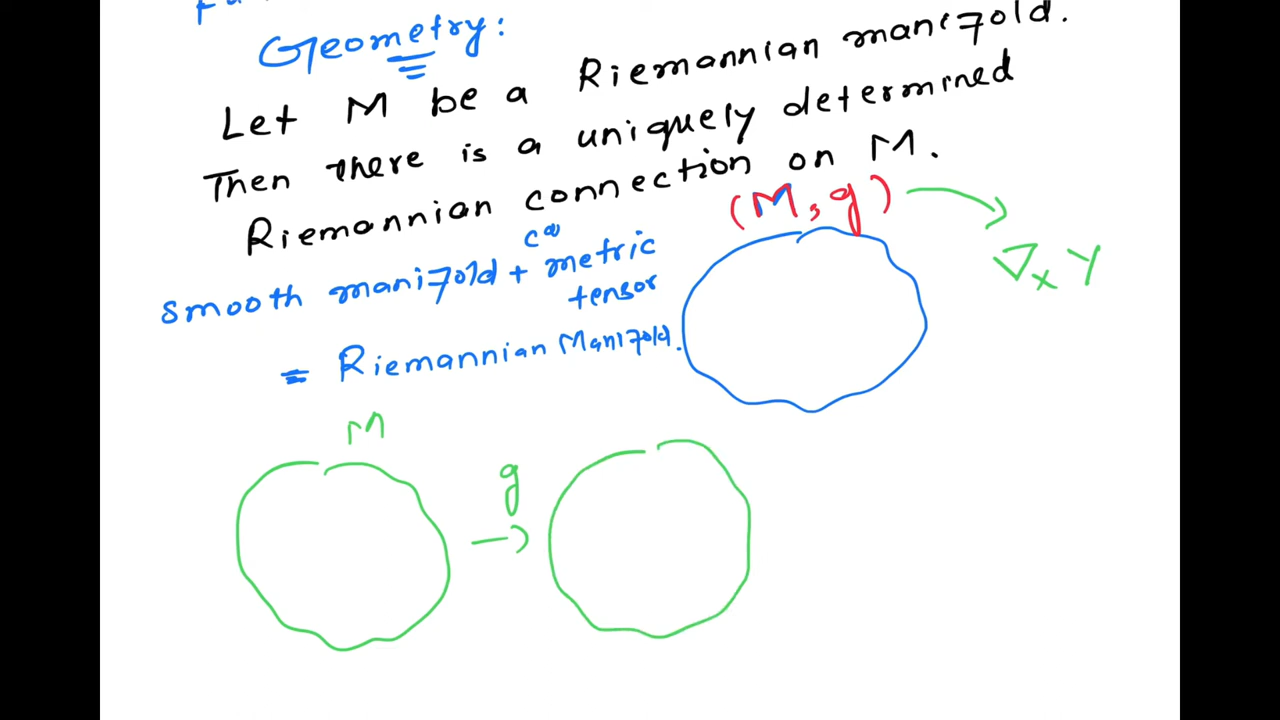 Geometry:
Let M be a Riemannian manifold.
Then there is a uniquely determined
Riemannian connection on M.
(M, g)
∇_X Y
C^∞
smooth manifold + metric
tensor
= Riemannian Manifold.
M
g